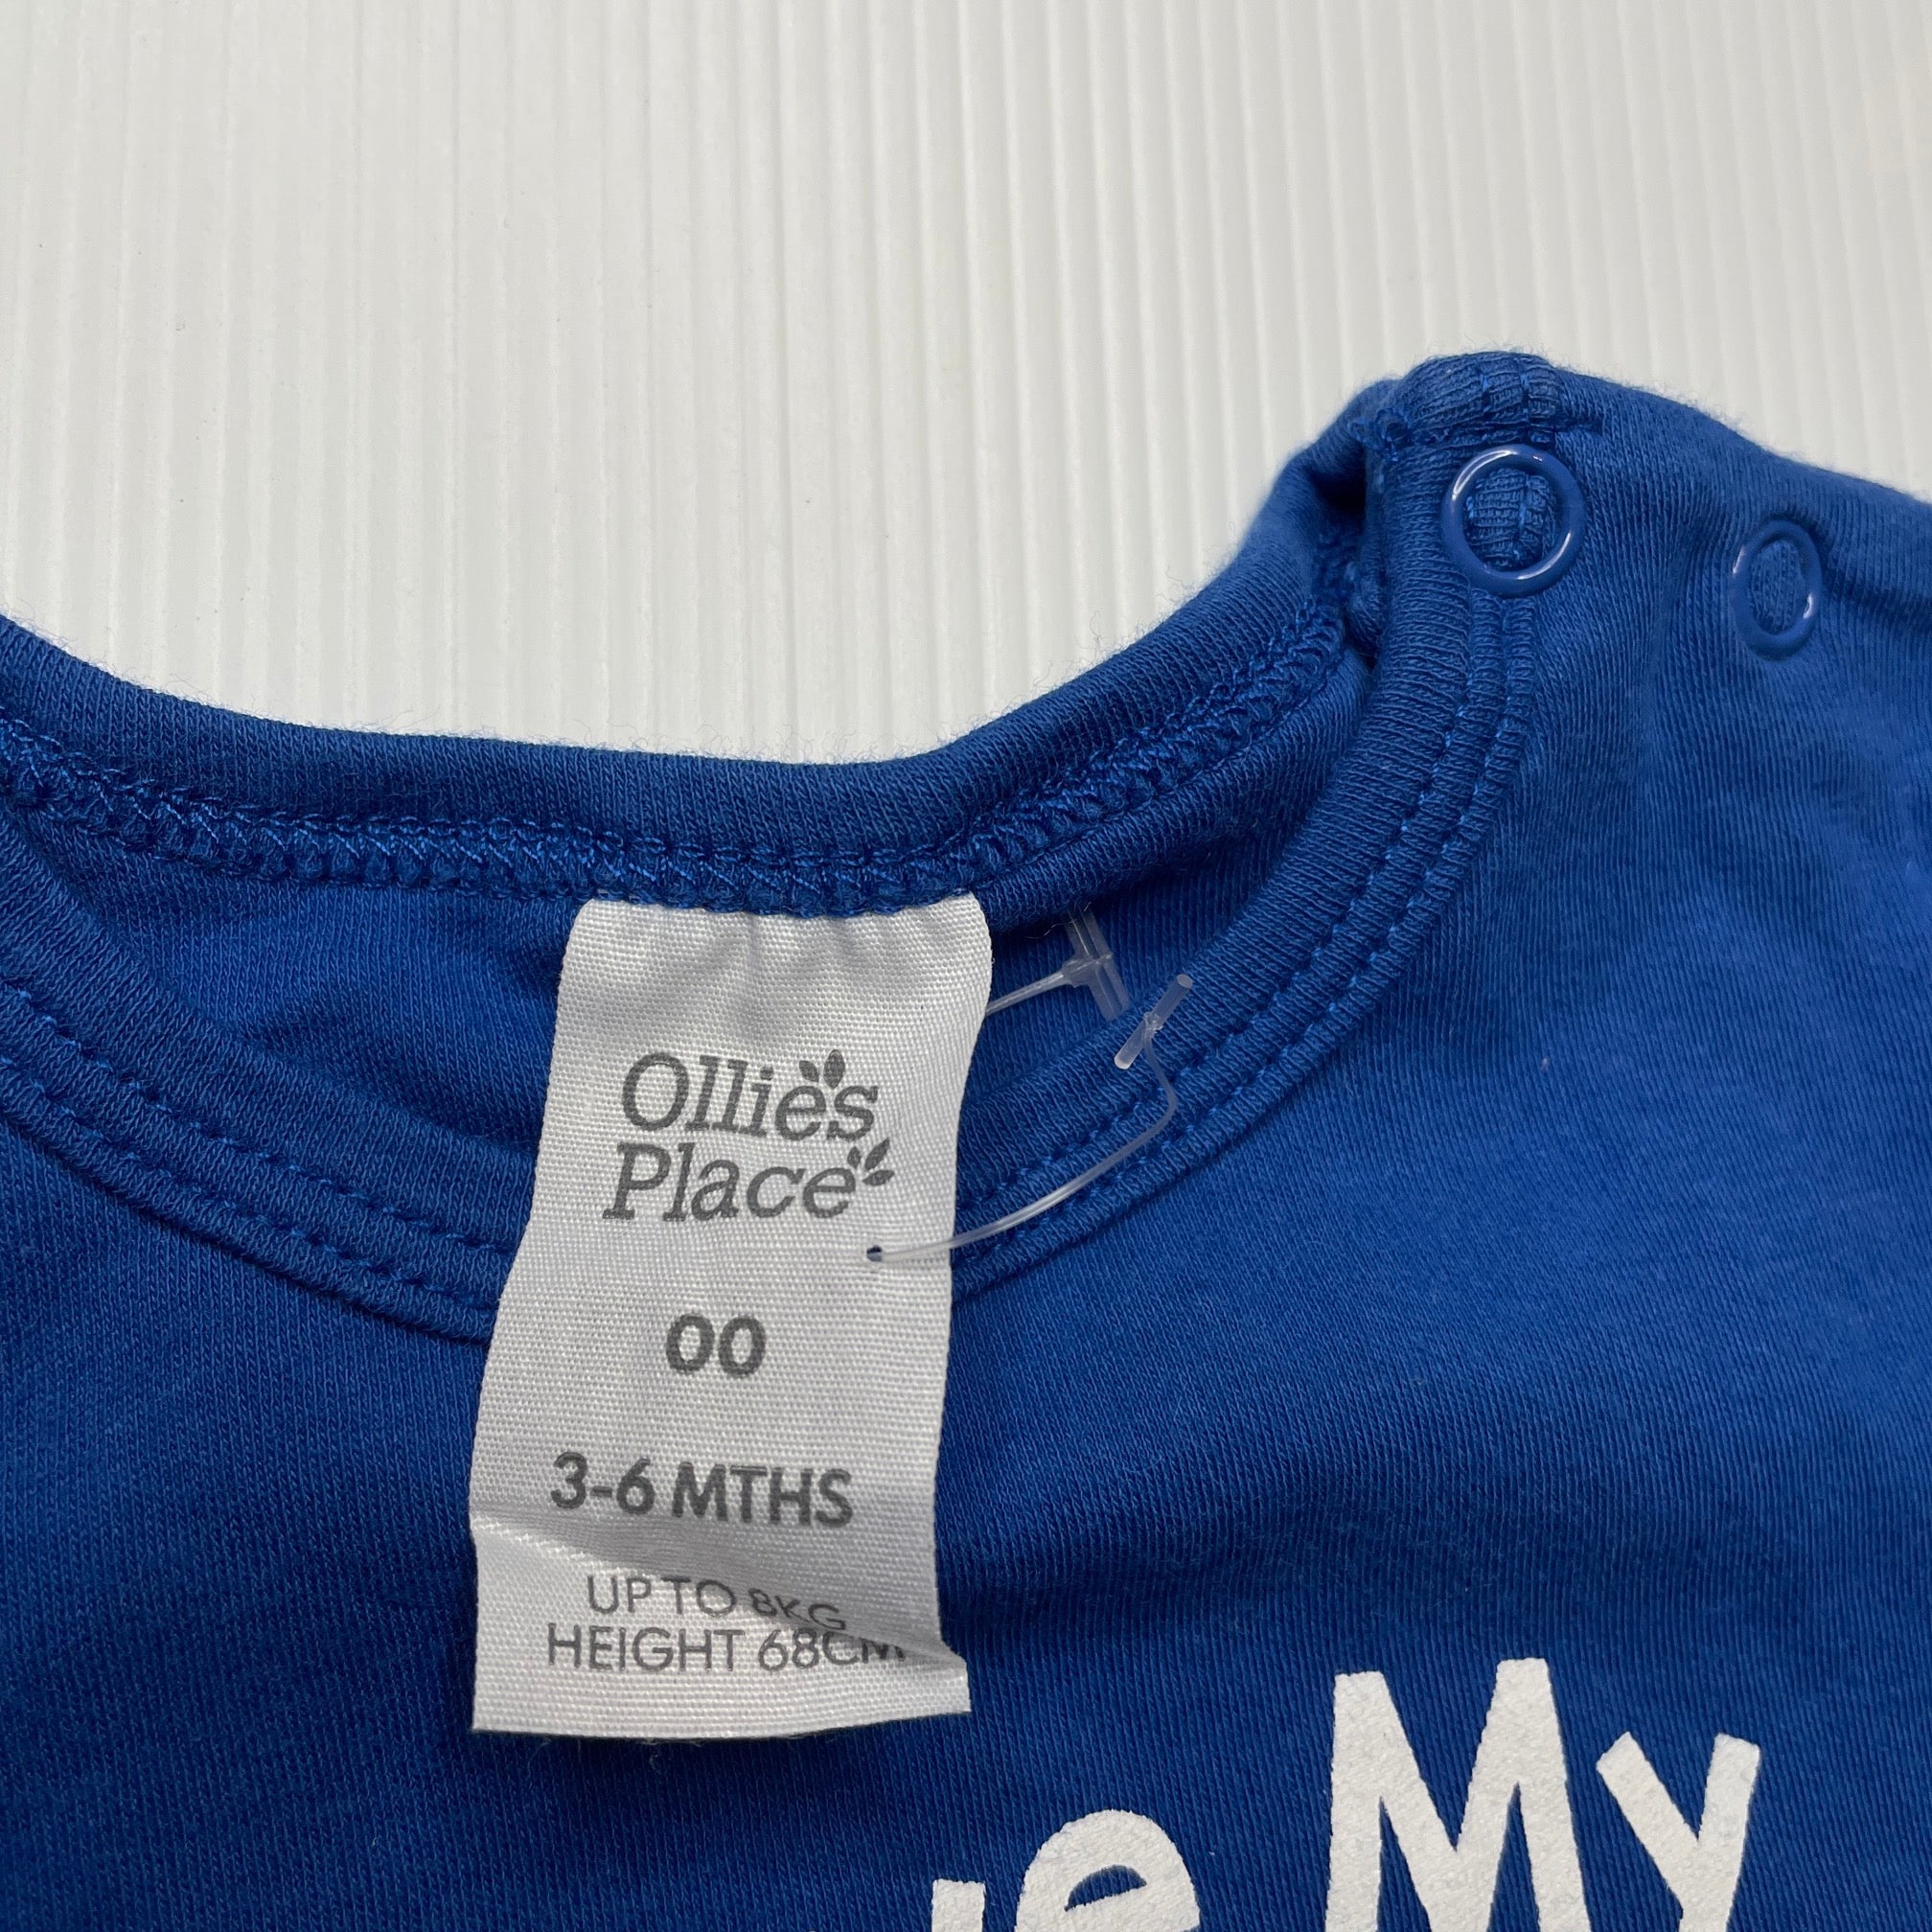 Ollie's
Place
00
3-6 MTHS
UP TO 8KG
HEIGHT 68CM
My